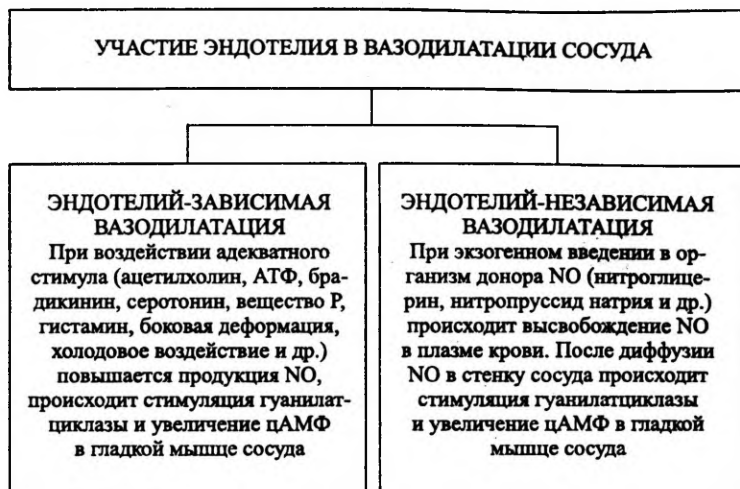 УЧАСТИЕ ЭНДОТЕЛИЯ В ВАЗОДИЛАТАЦИИ СОСУДА
ЭНДОТЕЛИЙ-ЗАВИСИМАЯ
ВАЗОДИЛАТАЦИЯ
При воздействии адекватного
стимула (ацетилхолин, АТФ, бра-
дикинин, серотонин, вещество Р,
гистамин, боковая деформация,
холодовое воздействие и др.)
повышается продукция NO,
происходит стимуляция гуанилат-
циклазы и увеличение цАМФ
в гладкой мышце сосуда
ЭНДОТЕЛИЙ-НЕЗАВИСИМАЯ
ВАЗОДИЛАТАЦИЯ
При экзогенном введении в ор-
ганизм донора NO (нитроглице-
рин, нитропруссид натрия и др.)
происходит высвобождение NO
в плазме крови. После диффузии
NO в стенку сосуда происходит
стимуляция гуанилатциклазы
и увеличение цАМФ в гладкой
мышце сосуда